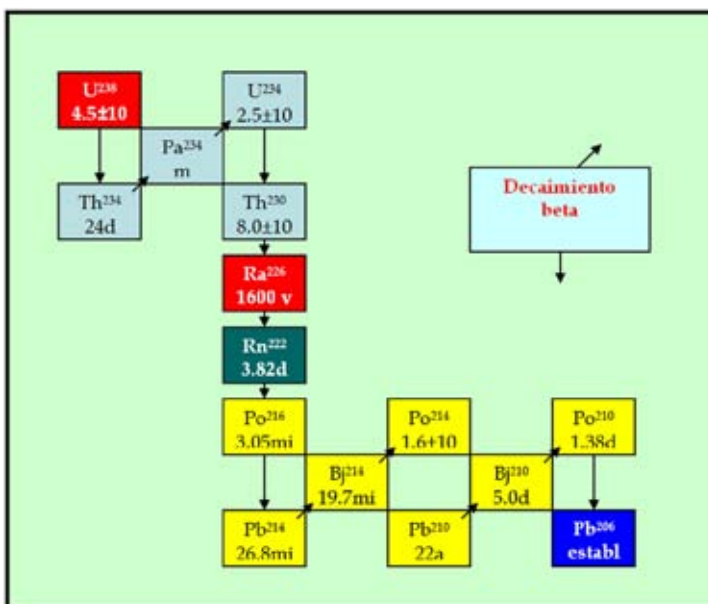 U²³⁸
4.5±10
U²³⁴
2.5±10
Pa²³⁴
m
Th²³⁴
24d
Th²³⁰
8.0±10
Decaimiento
beta
Ra²²⁶
1600 v
Rn²²²
3.82d
Po²¹⁶
3.05mi
Po²¹⁴
1.6+10
Po²¹⁰
1.38d
Bj²¹⁴
19.7mi
Bj²¹⁰
5.0d
Pb²¹⁴
26.8mi
Pb²¹⁰
22a
Pb²⁰⁶
establ